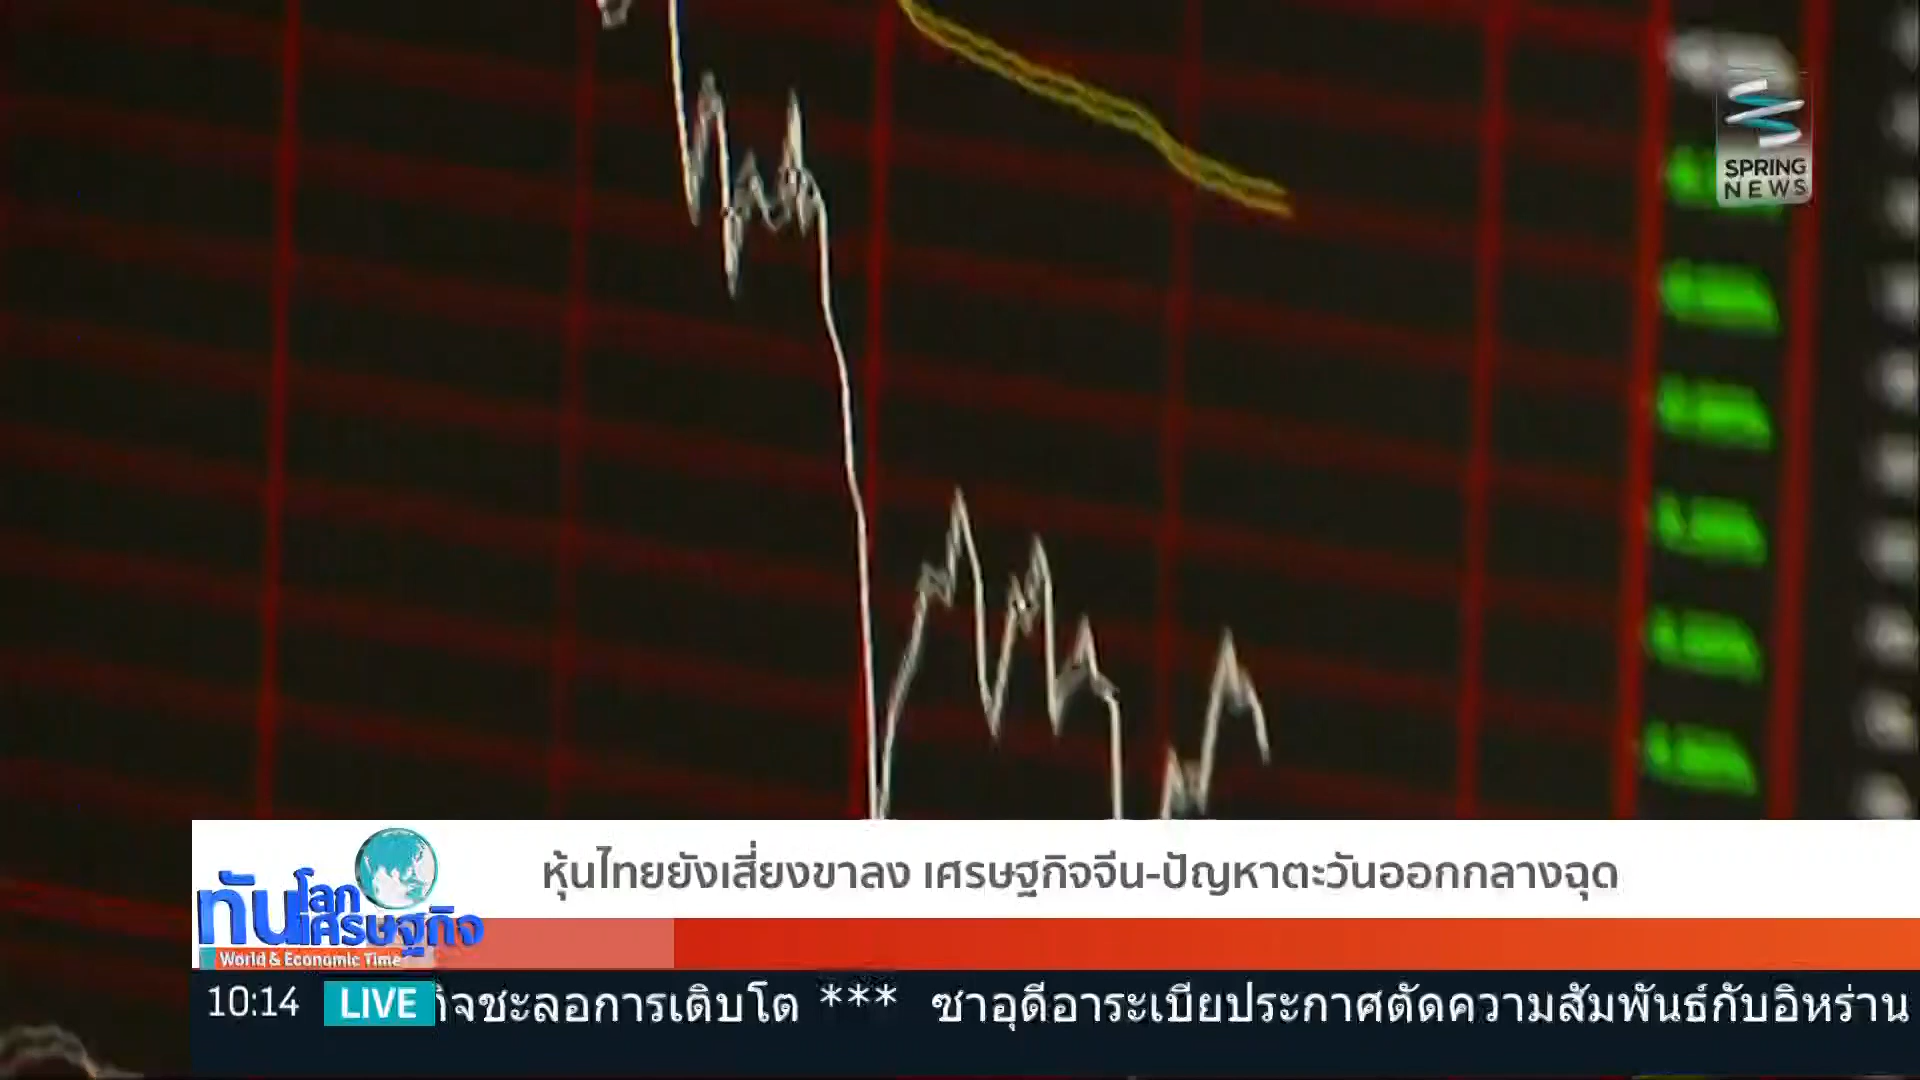 SPRING
NEWS
หุ้นไทยยังเสี่ยงขาลง เศรษฐกิจจีน-ปัญหาตะวันออกกลางฉุด
ทันโลก
เศรษฐกิจ
World & Economic Time
10:14 LIVE กิจชะลอการเติบโต *** ซาอุดีอาระเบียประกาศตัดความสัมพันธ์กับอิหร่าน